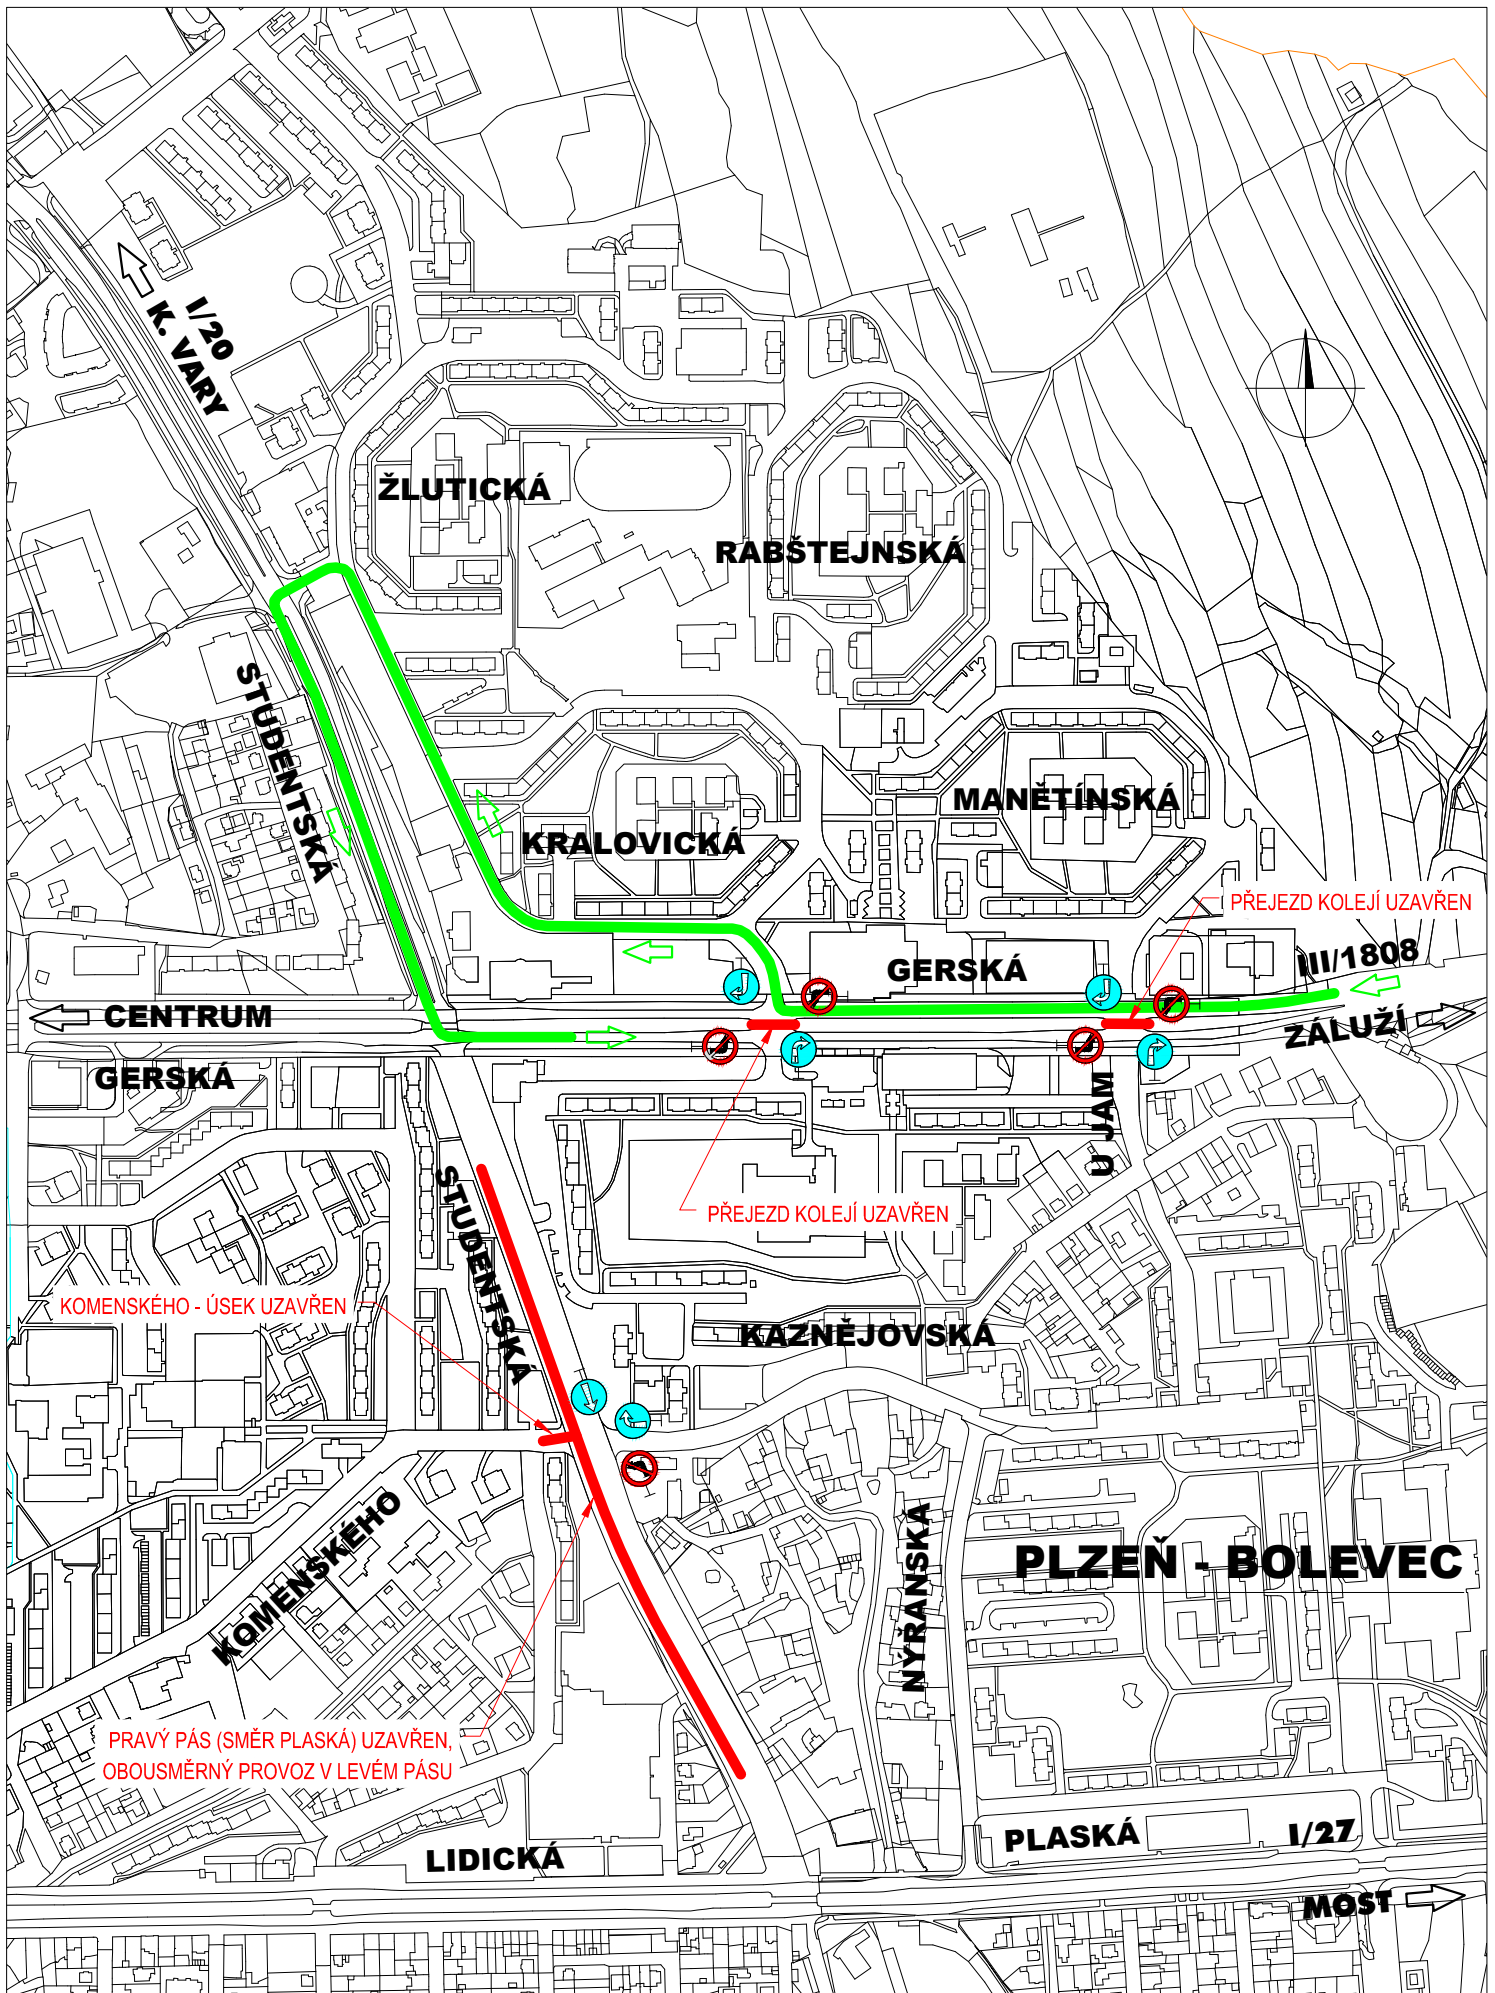 I/20
K. VARY
ŽLUTICKÁ
RABŠTEJNSKÁ
STUDENTSKÁ
MANĚTÍNSKÁ
KRALOVICKÁ
PŘEJEZD KOLEJÍ UZAVŘEN
III/1808
GERSKÁ
CENTRUM
ZÁLUŽÍ
GERSKÁ
U JAM
STUDENTSKÁ
PŘEJEZD KOLEJÍ UZAVŘEN
KOMENSKÉHO - ÚSEK UZAVŘEN
KAZNĚJOVSKÁ
KOMENSKÉHO
NÝŘANSKÁ
PLZEŇ - BOLEVEC
PRAVÝ PÁS (SMĚR PLASKÁ) UZAVŘEN,
OBOUSMĚRNÝ PROVOZ V LEVÉM PÁSU
PLASKÁ
I/27
LIDICKÁ
MOST